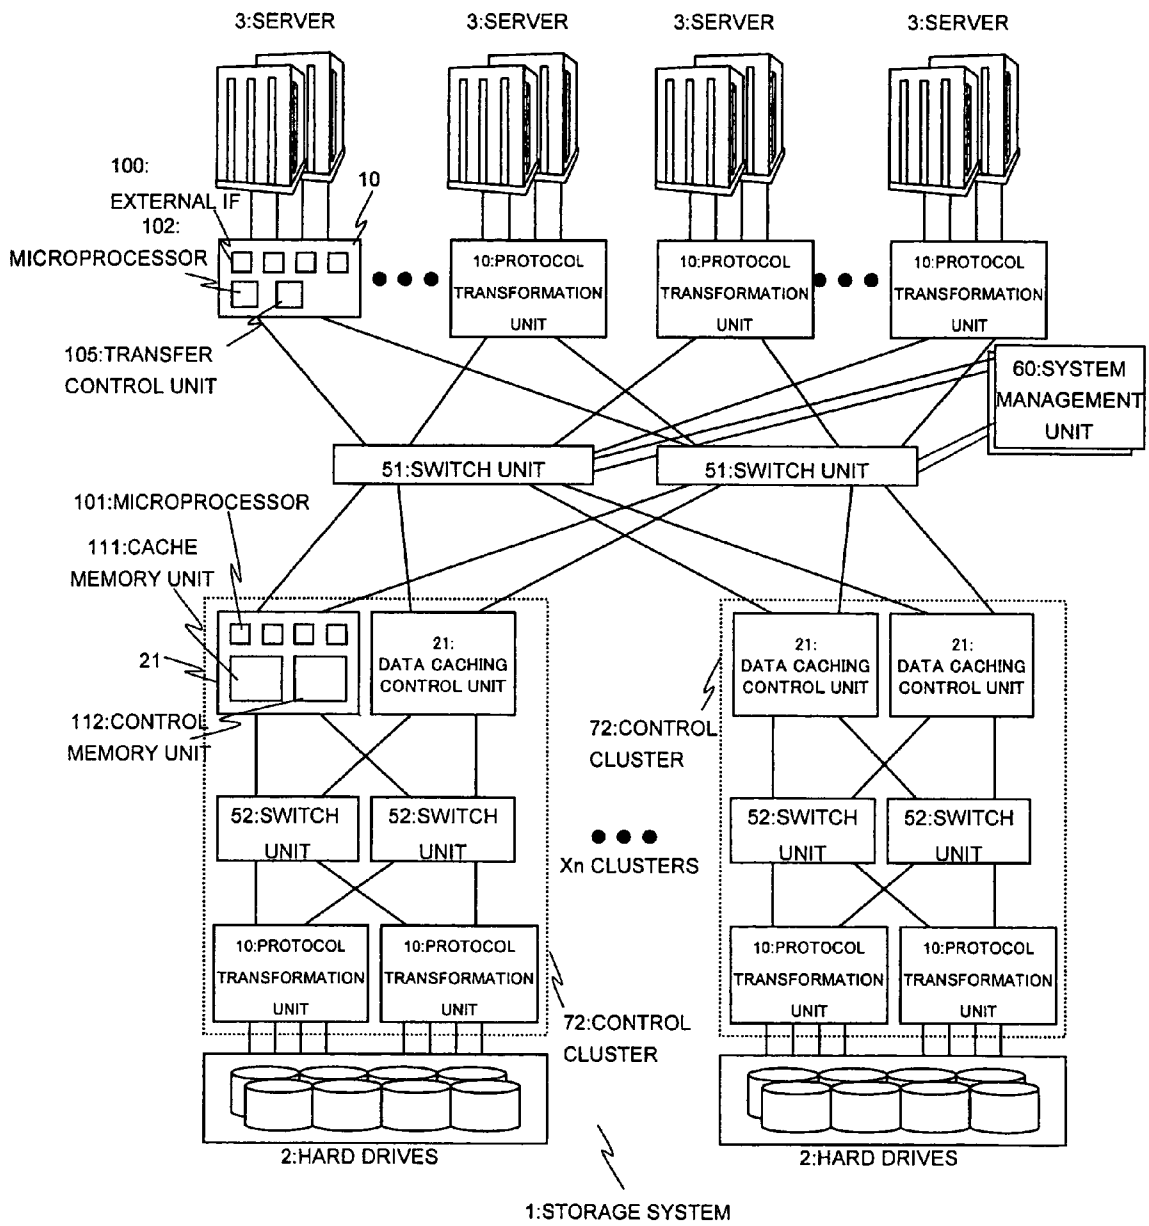 3:SERVER
3:SERVER
3:SERVER
3:SERVER
100:
EXTERNAL IF
10
102:
MICROPROCESSOR
105:TRANSFER
CONTROL UNIT
10:PROTOCOL
TRANSFORMATION
UNIT
10:PROTOCOL
TRANSFORMATION
UNIT
10:PROTOCOL
TRANSFORMATION
UNIT
60:SYSTEM
MANAGEMENT
UNIT
51:SWITCH UNIT
51:SWITCH UNIT
101:MICROPROCESSOR
111:CACHE
MEMORY UNIT
21
112:CONTROL
MEMORY UNIT
21:
DATA CACHING
CONTROL UNIT
21:
DATA CACHING
CONTROL UNIT
21:
DATA CACHING
CONTROL UNIT
72:CONTROL
CLUSTER
52:SWITCH
UNIT
52:SWITCH
UNIT
Xn CLUSTERS
52:SWITCH
UNIT
52:SWITCH
UNIT
10:PROTOCOL
TRANSFORMATION
UNIT
10:PROTOCOL
TRANSFORMATION
UNIT
72:CONTROL
CLUSTER
10:PROTOCOL
TRANSFORMATION
UNIT
10:PROTOCOL
TRANSFORMATION
UNIT
2:HARD DRIVES
2:HARD DRIVES
1:STORAGE SYSTEM